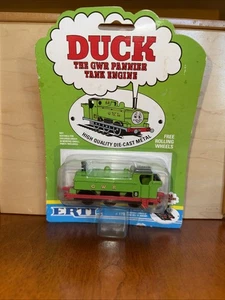 DUCK
THE GWR PANNIER
TANK ENGINE
HIGH QUALITY DIE-CAST METAL
FREE
ROLLING
WHEELS
ERTL